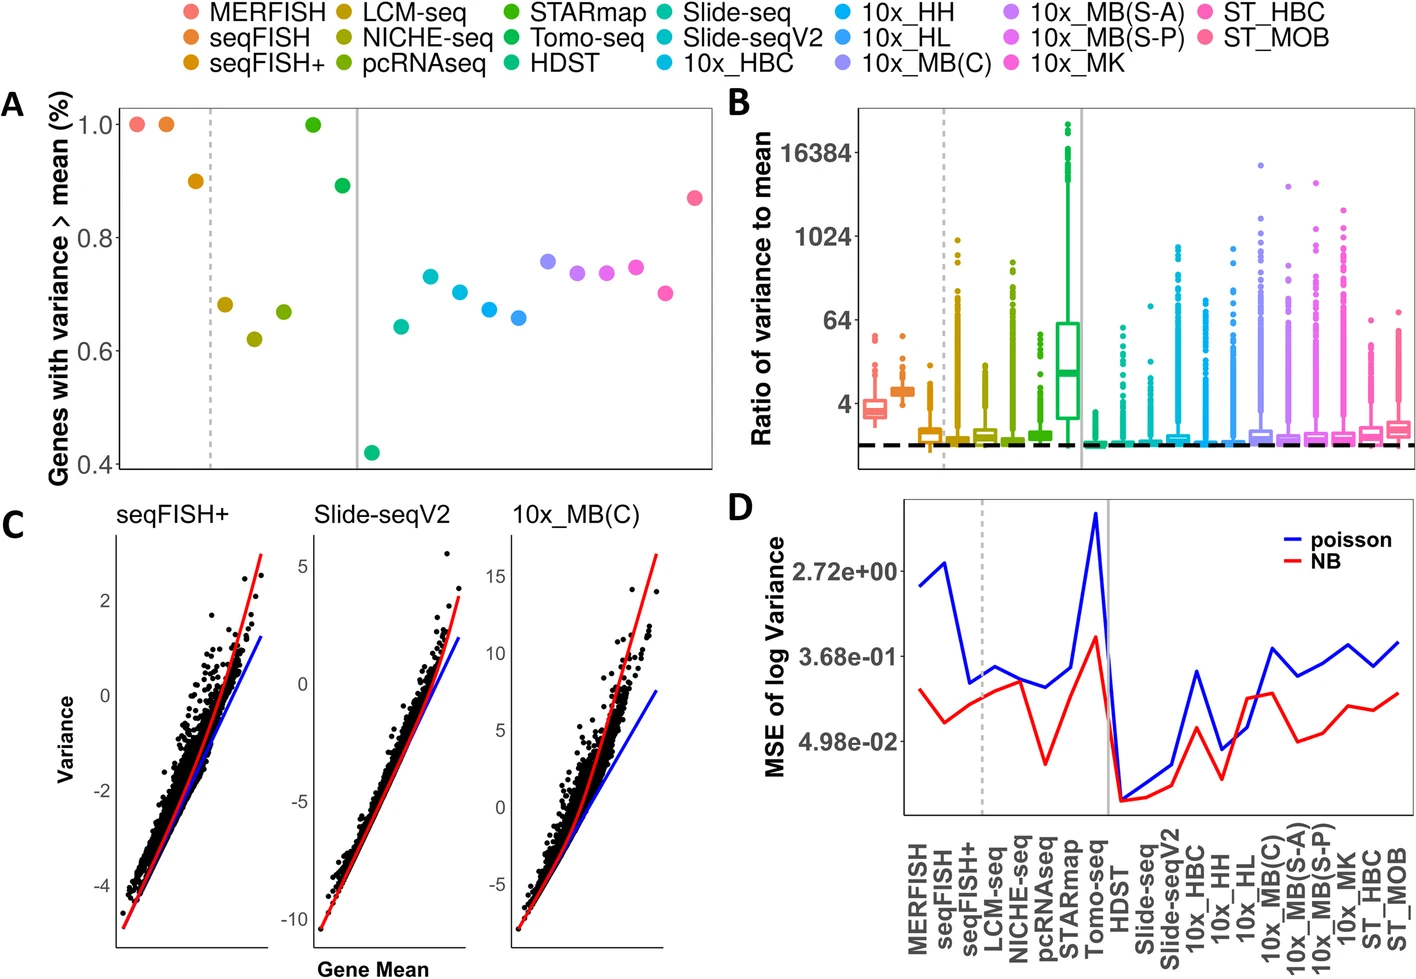 MERFISH LCM-seq STARmap Slide-seq 10x_HH 10x_MB(S-A) ST_HBC
seqFISH NICHE-seq Tomo-seq Slide-seqV2 10x_HL 10x_MB(S-P) ST_MOB
seqFISH+ pcRNAseq HDST 10x_HBC 10x_MB(C) 10x_MK
A
Genes with variance > mean (%)
1.0
0.8
0.6
0.4
B
Ratio of variance to mean
16384
1024
64
4
C
seqFISH+ Slide-seqV2 10x_MB(C)
Variance
2
0
-2
-4
5
0
-5
-10
15
10
5
0
-5
Gene Mean
D
MSE of log Variance
2.72e+00
3.68e-01
4.98e-02
poisson
NB
MERFISH
seqFISH
seqFISH+
LCM-seq
NICHE-seq
pcRNAseq
STARmap
Tomo-seq
HDST
Slide-seq
Slide-seqV2
10x_HBC
10x_HH
10x_HL
10x_MB(C)
10x_MB(S-A)
10x_MB(S-P)
10x_MK
ST_HBC
ST_MOB